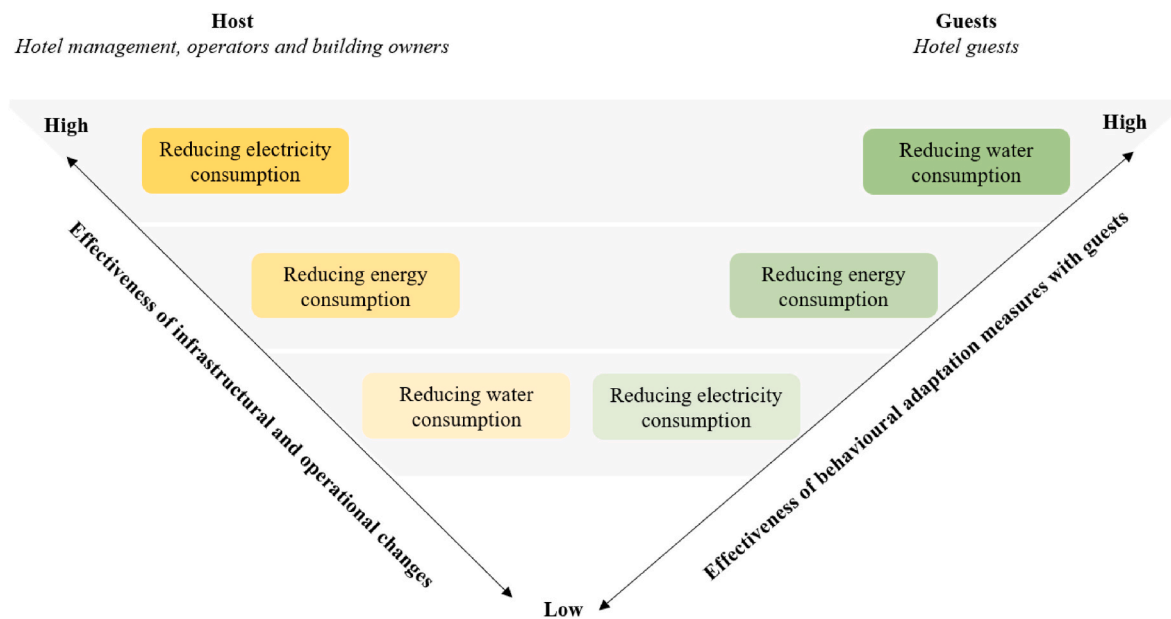 Host
Hotel management, operators and building owners
Guests
Hotel guests
High
High
Reducing electricity
consumption
Reducing water
consumption
Reducing energy
consumption
Reducing energy
consumption
Reducing water
consumption
Reducing electricity
consumption
Effectiveness of infrastructural and operational changes
Effectiveness of behavioural adaptation measures with guests
Low